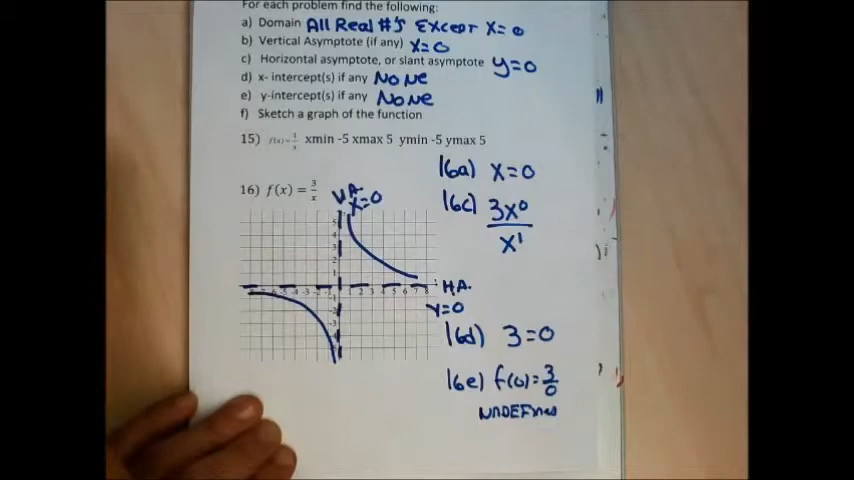 For each problem find the following:
a) Domain All Real #'s Except x=0
b) Vertical Asymptote (if any) x=0
c) Horizontal asymptote, or slant asymptote y=0
d) x- intercept(s) if any NONE
e) y-intercept(s) if any NONE
f) Sketch a graph of the function
15) f(x)=1/x xmin -5 xmax 5 ymin -5 ymax 5
16a) x=0
16) f(x) = 3/x
V.A.
x=0
16c) 3x⁰/x¹
H.A.
y=0
16d) 3=0
16e) f(0)=3/0
UNDEFINED